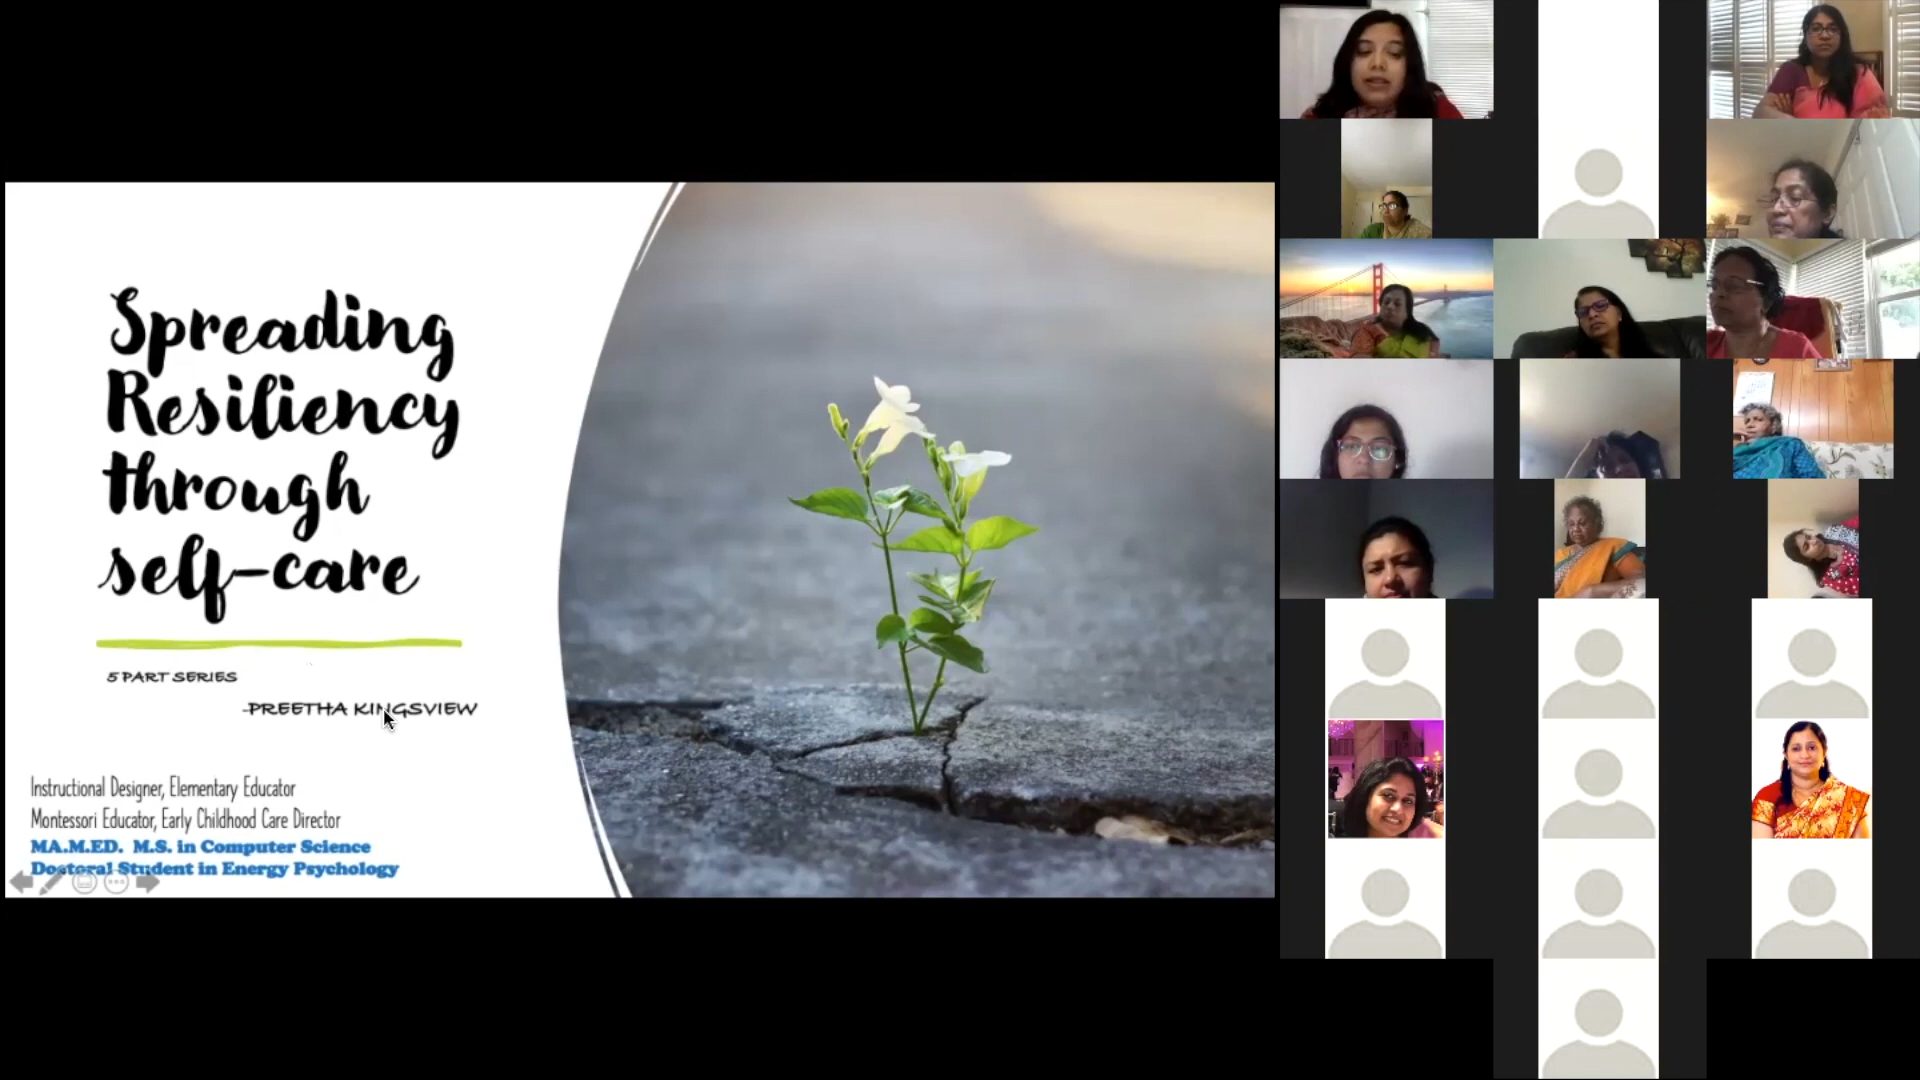 Spreading
Resiliency
through
self-care
5 PART SERIES
-PREETHA KINGSVIEW
Instructional Designer, Elementary Educator
Montessori Educator, Early Childhood Care Director
MA.M.ED. M.S. in Computer Science
Doctoral Student in Energy Psychology